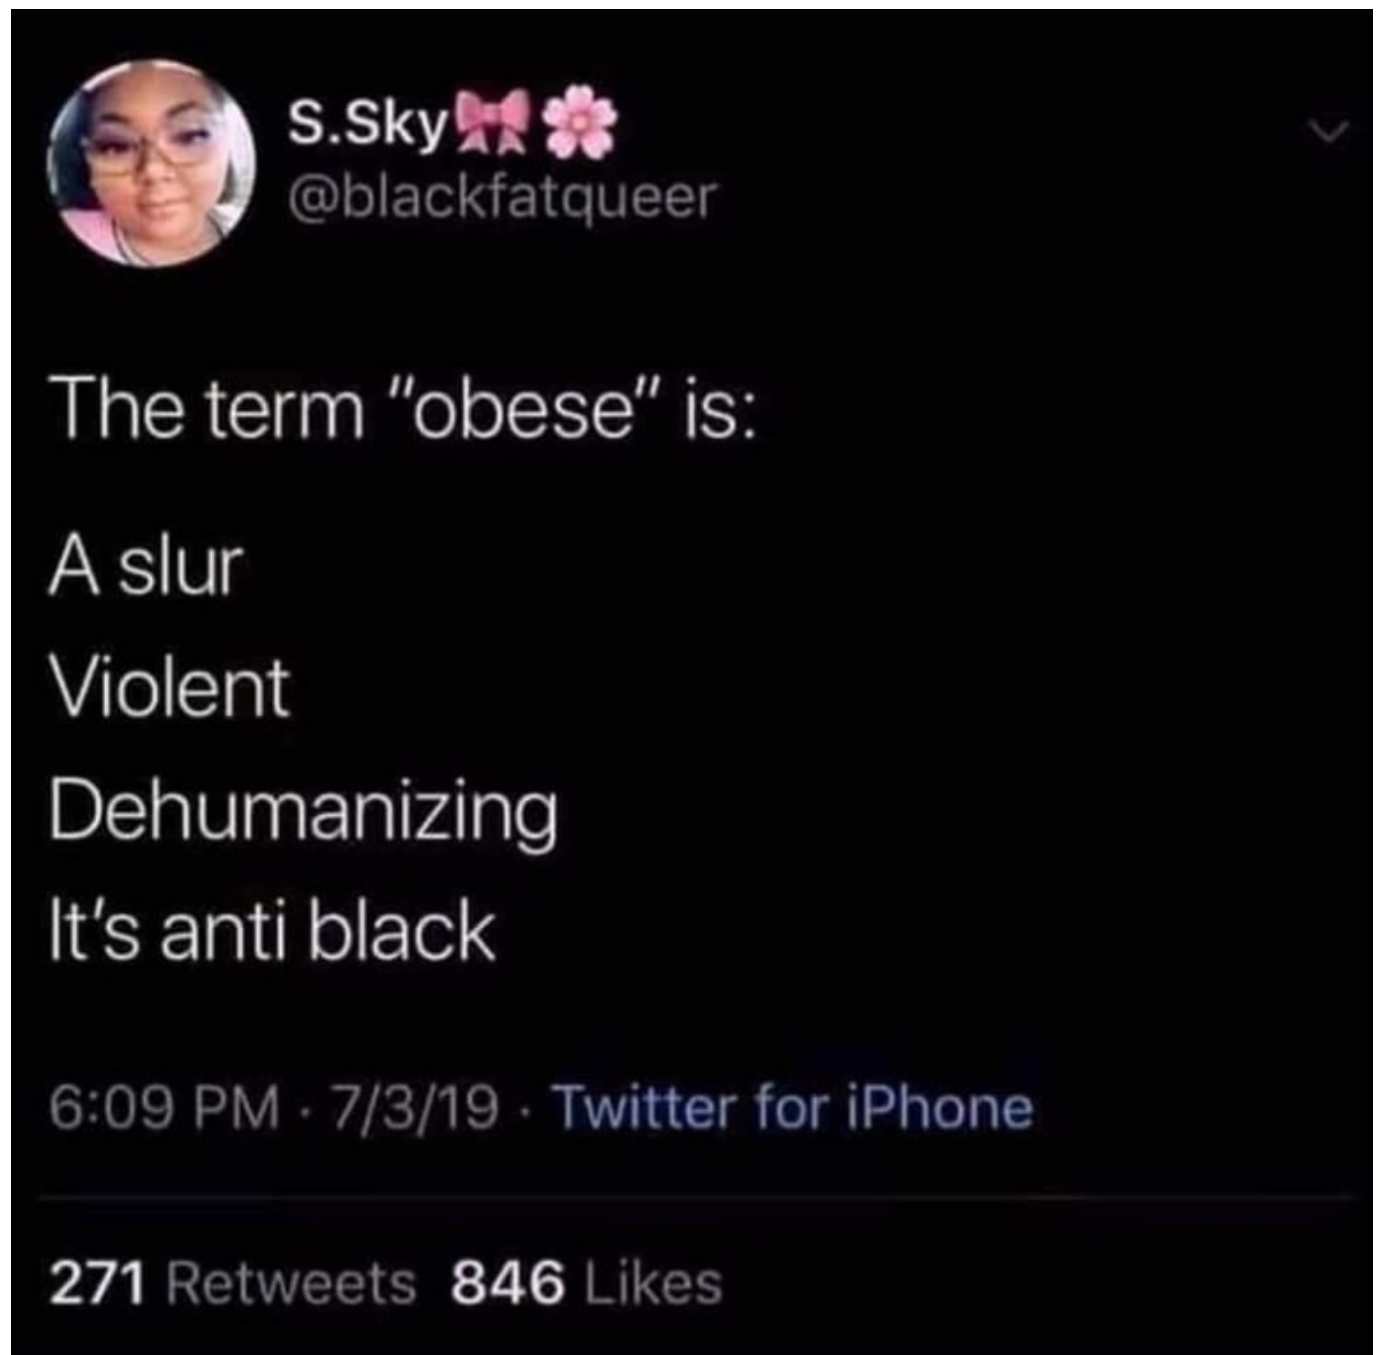 S.Sky🎀🌸
@blackfatqueer
The term "obese" is:
A slur
Violent
Dehumanizing
It's anti black
6:09 PM · 7/3/19 · Twitter for iPhone
271 Retweets 846 Likes